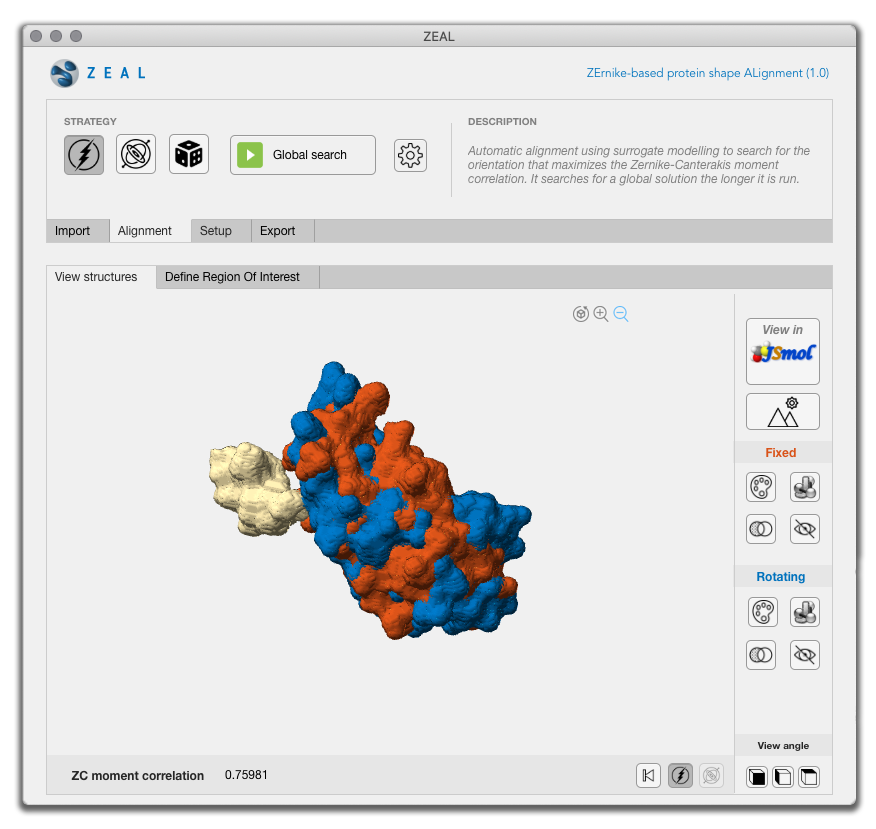 ZEAL
Z E A L
ZErnike-based protein shape ALignment (1.0)
STRATEGY
Global search
DESCRIPTION
Automatic alignment using surrogate modelling to search for the
orientation that maximizes the Zernike-Canterakis moment
correlation. It searches for a global solution the longer it is run.
Import
Alignment
Setup
Export
View structures
Define Region Of Interest
View in
JSmol
Fixed
Rotating
View angle
ZC moment correlation
0.75981